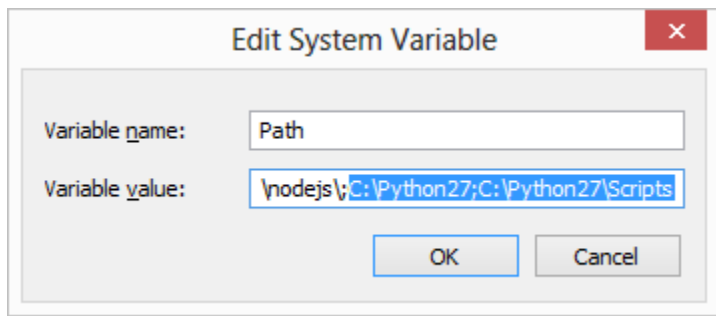 Edit System Variable
Variable name: Path
Variable value: \nodejs\;C:\Python27;C:\Python27\Scripts
OK Cancel